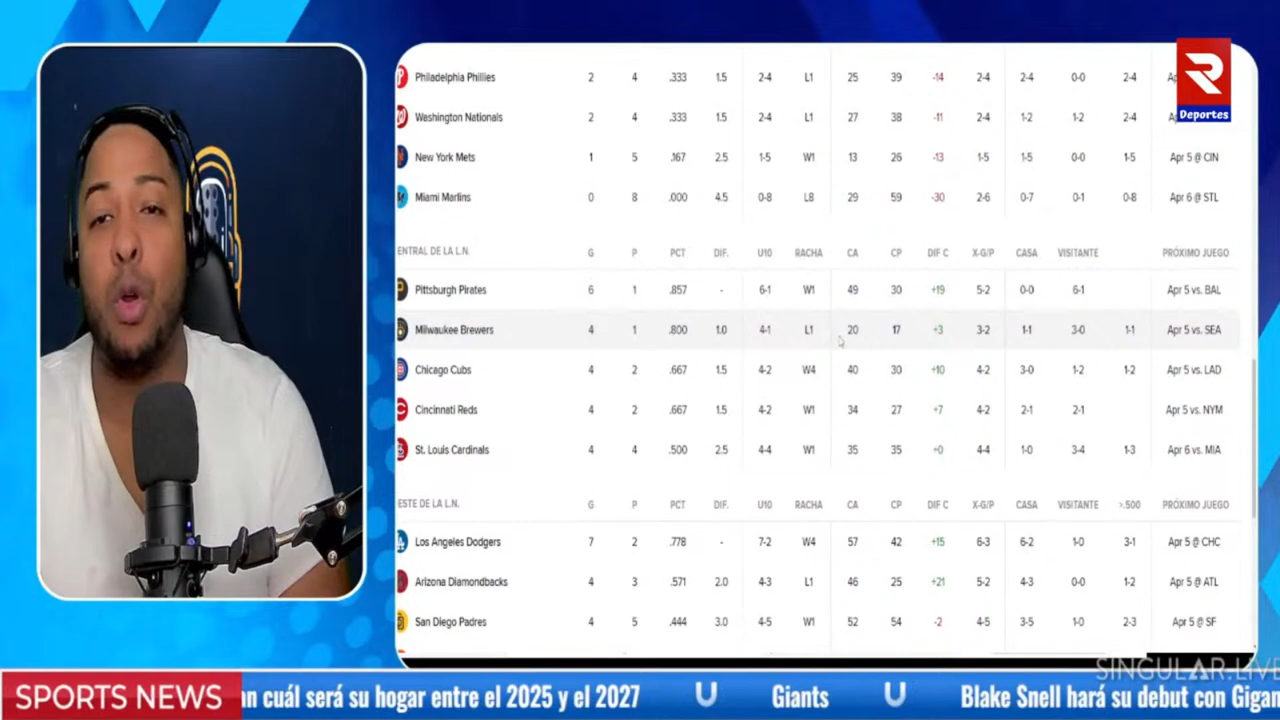 Philadelphia Phillies 2 4 .333 1.5 2-4 L1 25 39 -14 2-4 2-4 0-0 2-4
Washington Nationals 2 4 .333 1.5 2-4 L1 27 38 -11 2-4 1-2 1-2 2-4
New York Mets 1 5 .167 2.5 1-5 W1 13 26 -13 1-5 1-5 0-0 1-5 Apr 5 @ CIN
Miami Marlins 0 8 .000 4.5 0-8 L8 29 59 -30 2-6 0-7 0-1 0-8 Apr 6 @ STL
ENTRAL DE LA L.N. G P PCT DIF. U10 RACHA CA CP DIF C X-G/P CASA VISITANTE PRÓXIMO JUEGO
Pittsburgh Pirates 6 1 .857 - 6-1 W1 49 30 +19 5-2 0-0 6-1 Apr 5 vs. BAL
Milwaukee Brewers 4 1 .800 1.0 4-1 L1 20 17 +3 3-2 1-1 3-0 1-1 Apr 5 vs. SEA
Chicago Cubs 4 2 .667 1.5 4-2 W4 40 30 +10 4-2 3-0 1-2 1-2 Apr 5 vs. LAD
Cincinnati Reds 4 2 .667 1.5 4-2 W1 34 27 +7 4-2 2-1 2-1 Apr 5 vs. NYM
St. Louis Cardinals 4 4 .500 2.5 4-4 W1 35 35 +0 4-4 1-0 3-4 1-3 Apr 6 vs. MIA
ESTE DE LA L.N. G P PCT DIF. U10 RACHA CA CP DIF C X-G/P CASA VISITANTE >.500 PRÓXIMO JUEGO
Los Angeles Dodgers 7 2 .778 - 7-2 W4 57 42 +15 6-3 6-2 1-0 3-1 Apr 5 @ CHC
Arizona Diamondbacks 4 3 .571 2.0 4-3 L1 46 25 +21 5-2 4-3 0-0 1-2 Apr 5 @ ATL
San Diego Padres 4 5 .444 3.0 4-5 W1 52 54 -2 4-5 3-5 1-0 2-3 Apr 5 @ SF
R
Deportes
SINGULAR.LIVE
SPORTS NEWS
an cuál será su hogar entre el 2025 y el 2027 Giants Blake Snell hará su debut con Gigan